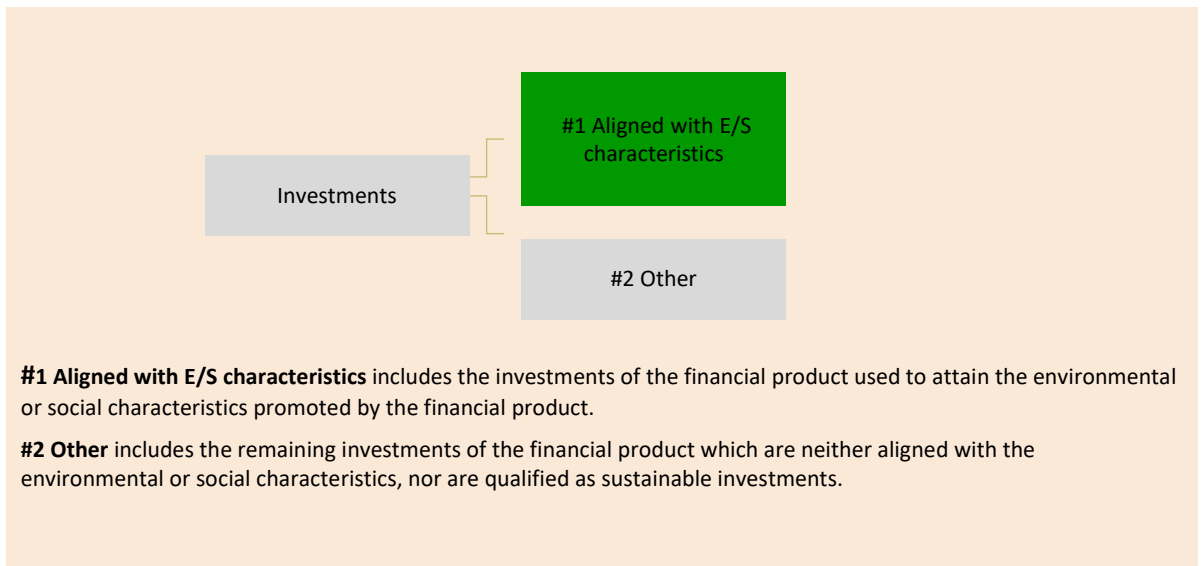 #1 Aligned with E/S
characteristics
Investments
#2 Other
#1 Aligned with E/S characteristics includes the investments of the financial product used to attain the environmental
or social characteristics promoted by the financial product.
#2 Other includes the remaining investments of the financial product which are neither aligned with the
environmental or social characteristics, nor are qualified as sustainable investments.